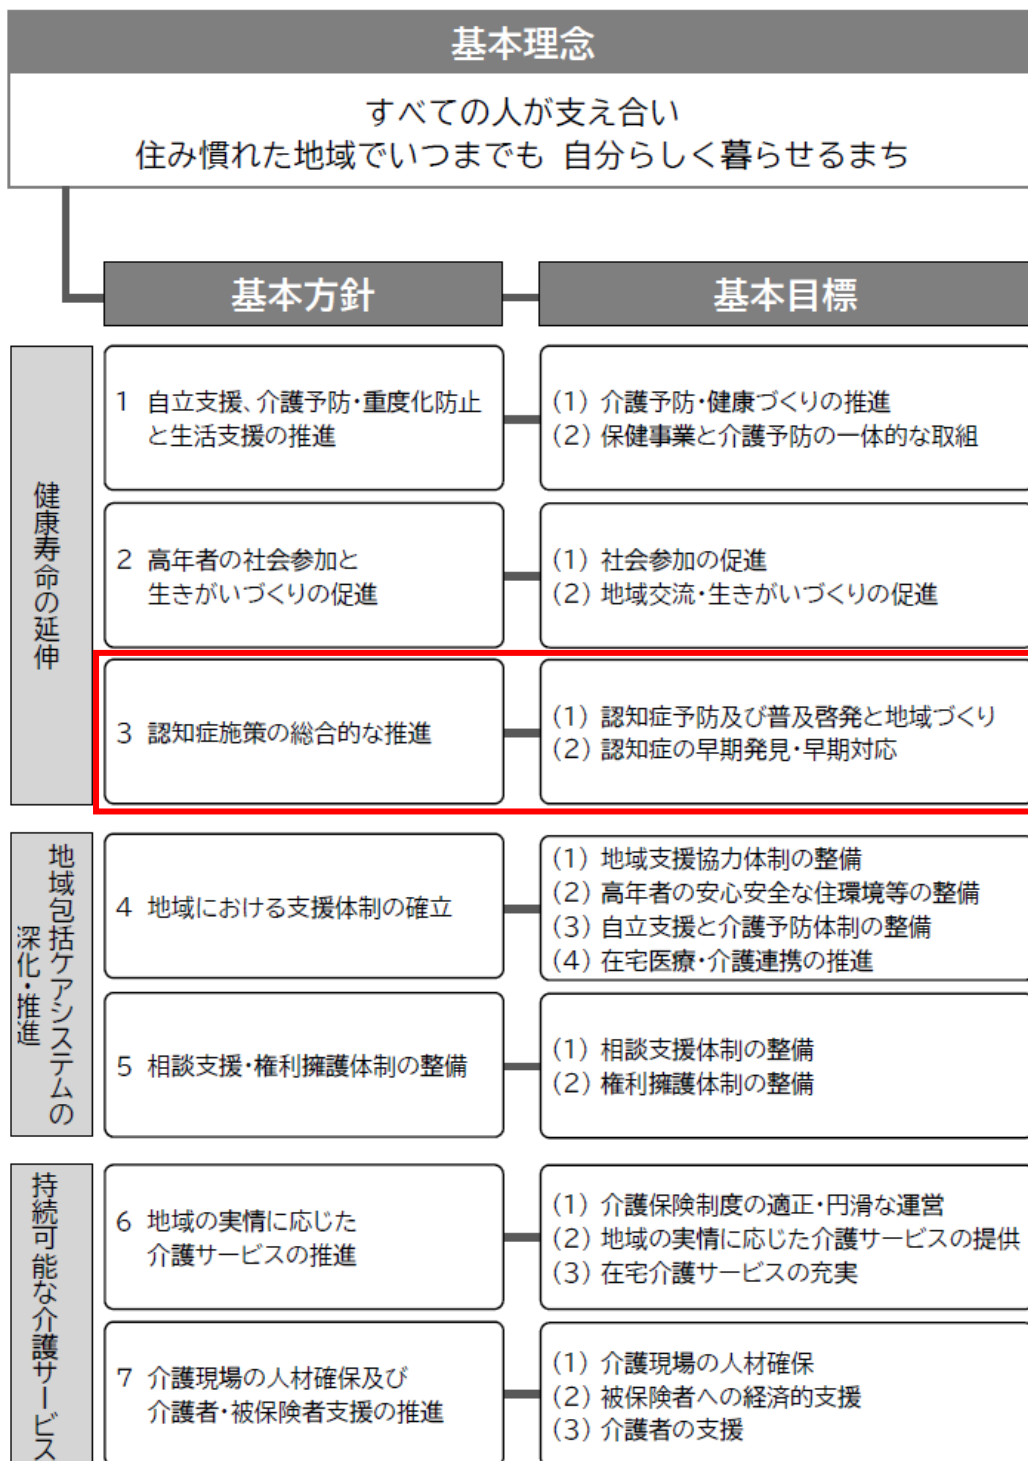 基本理念
すべての人が支え合い
住み慣れた地域でいつまでも 自分らしく暮らせるまち
基本方針
基本目標
健康寿命の延伸
1 自立支援、介護予防・重度化防止
と生活支援の推進
(1) 介護予防・健康づくりの推進
(2) 保健事業と介護予防の一体的な取組
2 高年者の社会参加と
生きがいづくりの促進
(1) 社会参加の促進
(2) 地域交流・生きがいづくりの促進
3 認知症施策の総合的な推進
(1) 認知症予防及び普及啓発と地域づくり
(2) 認知症の早期発見・早期対応
地域包括ケアシステムの
深化・推進
4 地域における支援体制の確立
(1) 地域支援協力体制の整備
(2) 高年者の安心安全な住環境等の整備
(3) 自立支援と介護予防体制の整備
(4) 在宅医療・介護連携の推進
5 相談支援・権利擁護体制の整備
(1) 相談支援体制の整備
(2) 権利擁護体制の整備
持続可能な介護サービス
6 地域の実情に応じた
介護サービスの推進
(1) 介護保険制度の適正・円滑な運営
(2) 地域の実情に応じた介護サービスの提供
(3) 在宅介護サービスの充実
7 介護現場の人材確保及び
介護者・被保険者支援の推進
(1) 介護現場の人材確保
(2) 被保険者への経済的支援
(3) 介護者の支援